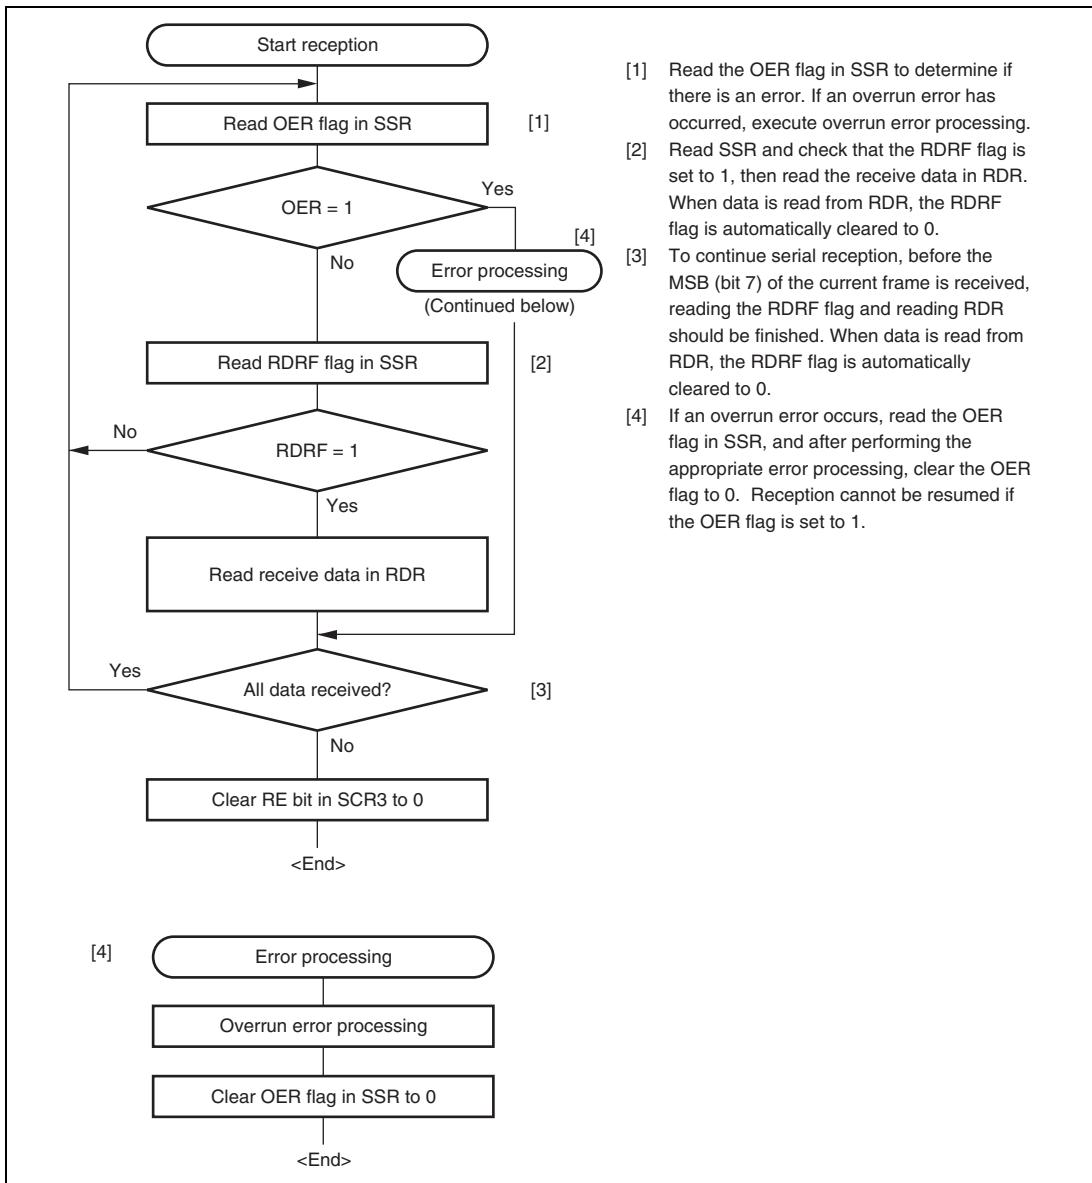 Start reception
Read OER flag in SSR
[1]
OER = 1
Yes
No
[4]
Error processing
(Continued below)
Read RDRF flag in SSR
[2]
RDRF = 1
No
Yes
Read receive data in RDR
All data received?
Yes
[3]
No
Clear RE bit in SCR3 to 0
<End>
[1] Read the OER flag in SSR to determine if
there is an error. If an overrun error has
occurred, execute overrun error processing.
[2] Read SSR and check that the RDRF flag is
set to 1, then read the receive data in RDR.
When data is read from RDR, the RDRF
flag is automatically cleared to 0.
[3] To continue serial reception, before the
MSB (bit 7) of the current frame is received,
reading the RDRF flag and reading RDR
should be finished. When data is read from
RDR, the RDRF flag is automatically
cleared to 0.
[4] If an overrun error occurs, read the OER
flag in SSR, and after performing the
appropriate error processing, clear the OER
flag to 0. Reception cannot be resumed if
the OER flag is set to 1.
[4]
Error processing
Overrun error processing
Clear OER flag in SSR to 0
<End>